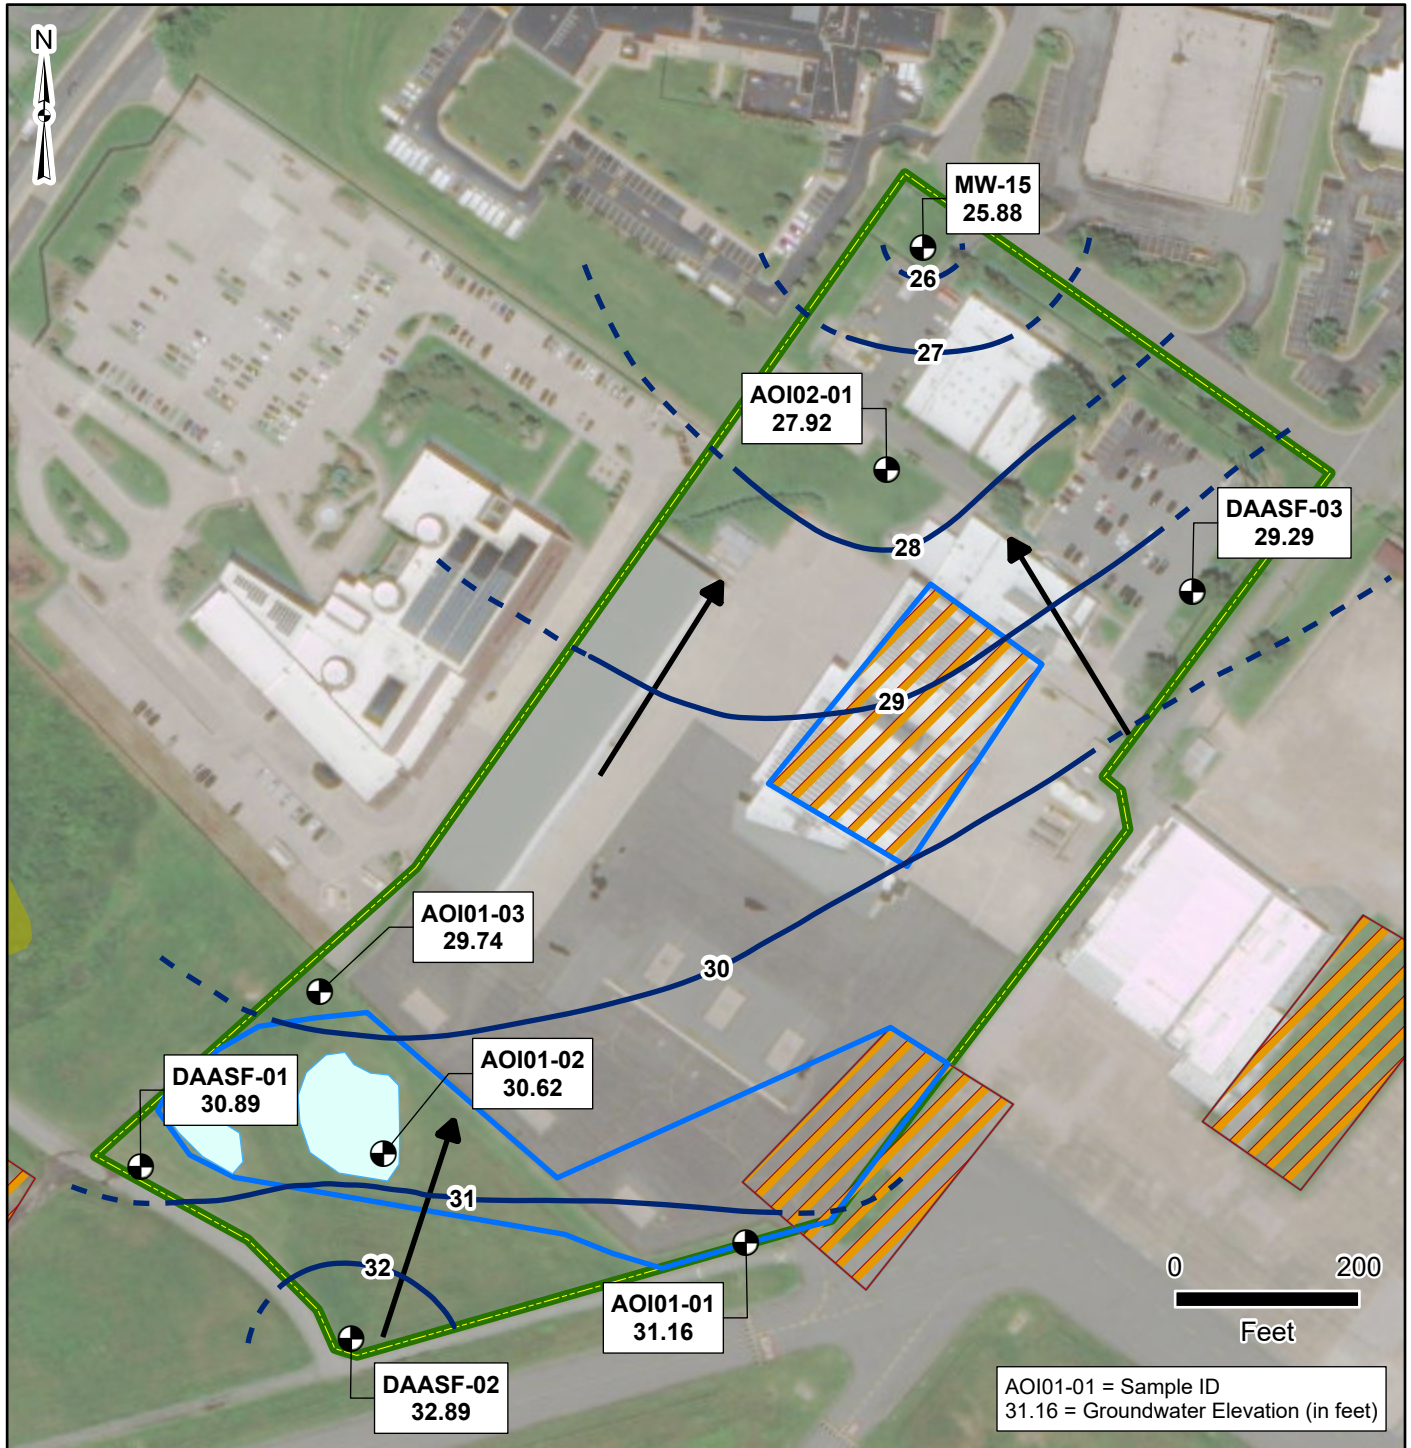 N
MW-15
25.88
26
27
AOI02-01
27.92
DAASF-03
29.29
28
29
AOI01-03
29.74
30
AOI01-02
30.62
DAASF-01
30.89
31
32
AOI01-01
31.16
DAASF-02
32.89
0 200
Feet
AOI01-01 = Sample ID
31.16 = Groundwater Elevation (in feet)